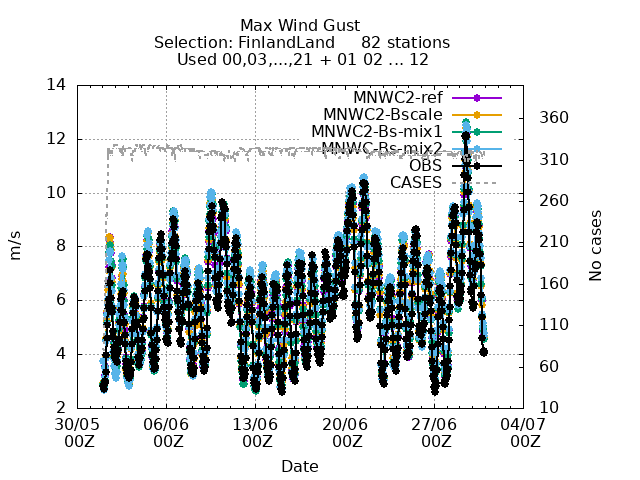 Max Wind Gust
Selection: FinlandLand 82 stations
Used 00,03,...,21 + 01 02 ... 12
MNWC2-ref
MNWC2-Bscale
MNWC2-Bs-mix1
MNWC-Bs-mix2
OBS
CASES
14
12
10
8
6
4
2
m/s
360
310
260
210
160
110
60
10
No cases
30/05 06/06 13/06 20/06 27/06 04/07
00Z 00Z 00Z 00Z 00Z 00Z
Date